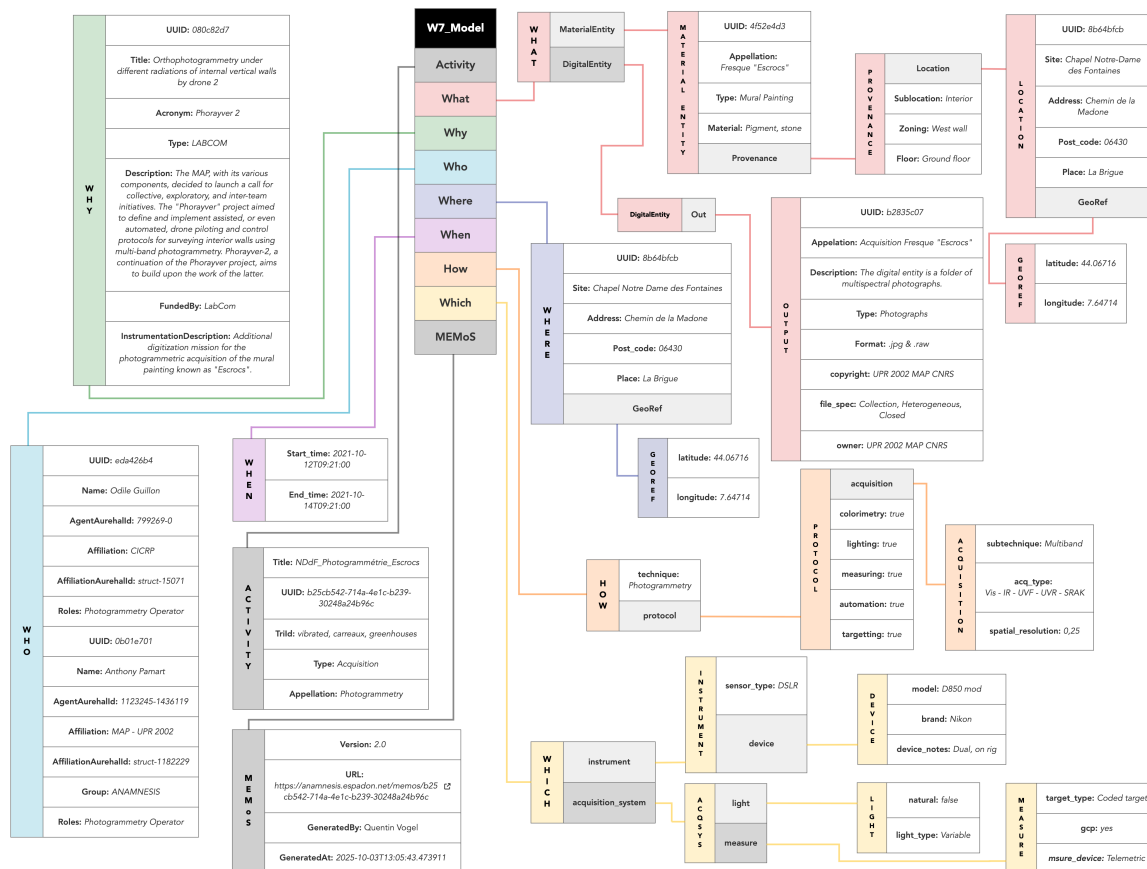 W7_Model
Activity
What
Why
Who
Where
When
How
Which
MEMoS
WHY
UUID: 080c82d7
Title: Orthophotogrammetry under
different radiations of internal vertical walls
by drone 2
Acronym: Phorayver 2
Type: LABCOM
Description: The MAP, with its various
components, decided to launch a call for
collective, exploratory, and inter-team
initiatives. The "Phorayver" project aimed
to define and implement assisted, or even
automated, drone piloting and control
protocols for surveying interior walls using
multi-band photogrammetry. Phorayver-2, a
continuation of the Phorayver project, aims
to build upon the work of the latter.
FundedBy: LabCom
InstrumentationDescription: Additional
digitization mission for the
photogrammetric acquisition of the mural
painting known as "Escrocs".
WHAT
MaterialEntity
DigitalEntity
MATERIAL ENTITY
UUID: 4f52e4d3
Appellation:
Fresque "Escrocs"
Type: Mural Painting
Material: Pigment, stone
Provenance
PROVENANCE
Location
Sublocation: Interior
Zoning: West wall
Floor: Ground floor
LOCATION
UUID: 8b64bfcb
Site: Chapel Notre-Dame
des Fontaines
Address: Chemin de la
Madone
Post_code: 06430
Place: La Brigue
GeoRef
GEOREF
latitude: 44.06716
longitude: 7.64714
DigitalEntity
Out
OUTPUT
UUID: b2835c07
Appelation: Acquisition Fresque "Escrocs"
Description: The digital entity is a folder of
multispectral photographs.
Type: Photographs
Format: .jpg & .raw
copyright: UPR 2002 MAP CNRS
file_spec: Collection, Heterogeneous,
Closed
owner: UPR 2002 MAP CNRS
WHERE
UUID: 8b64bfcb
Site: Chapel Notre Dame des Fontaines
Address: Chemin de la Madone
Post_code: 06430
Place: La Brigue
GeoRef
GEOREF
latitude: 44.06716
longitude: 7.64714
WHO
UUID: eda426b4
Name: Odile Guillon
AgentAurehalId: 799269-0
Affiliation: CICRP
AffiliationAurehalId: struct-15071
Roles: Photogrammetry Operator
UUID: 0b01e701
Name: Anthony Pamart
AgentAurehalId: 1123245-1436119
Affiliation: MAP - UPR 2002
AffiliationAurehalId: struct-1182229
Group: ANAMNESIS
Roles: Photogrammetry Operator
WHEN
Start_time: 2021-10-
12T09:21:00
End_time: 2021-10-
14T09:21:00
ACTIVITY
Title: NDdF_Photogrammétrie_Escrocs
UUID: b25cb542-714a-4e1c-b239-
30248a24b96c
TriId: vibrated, carreaux, greenhouses
Type: Acquisition
Appellation: Photogrammetry
MEMoS
Version: 2.0
URL:
https://anamnesis.espadon.net/memos/b25
cb542-714a-4e1c-b239-30248a24b96c
GeneratedBy: Quentin Vogel
GeneratedAt: 2025-10-03T13:05:43.473911
HOW
technique:
Photogrammetry
protocol
PROTOCOL
acquisition
colorimetry: true
lighting: true
measuring: true
automation: true
targetting: true
ACQUISITION
subtechnique: Multiband
acq_type:
Vis - IR - UVF - UVR - SRAK
spatial_resolution: 0,25
WHICH
instrument
acquisition_system
INSTRUMENT
sensor_type: DSLR
device
DEVICE
model: D850 mod
brand: Nikon
device_notes: Dual, on rig
ACQSYS
light
measure
LIGHT
natural: false
light_type: Variable
MEASURE
target_type: Coded target
gcp: yes
msure_device: Telemetric